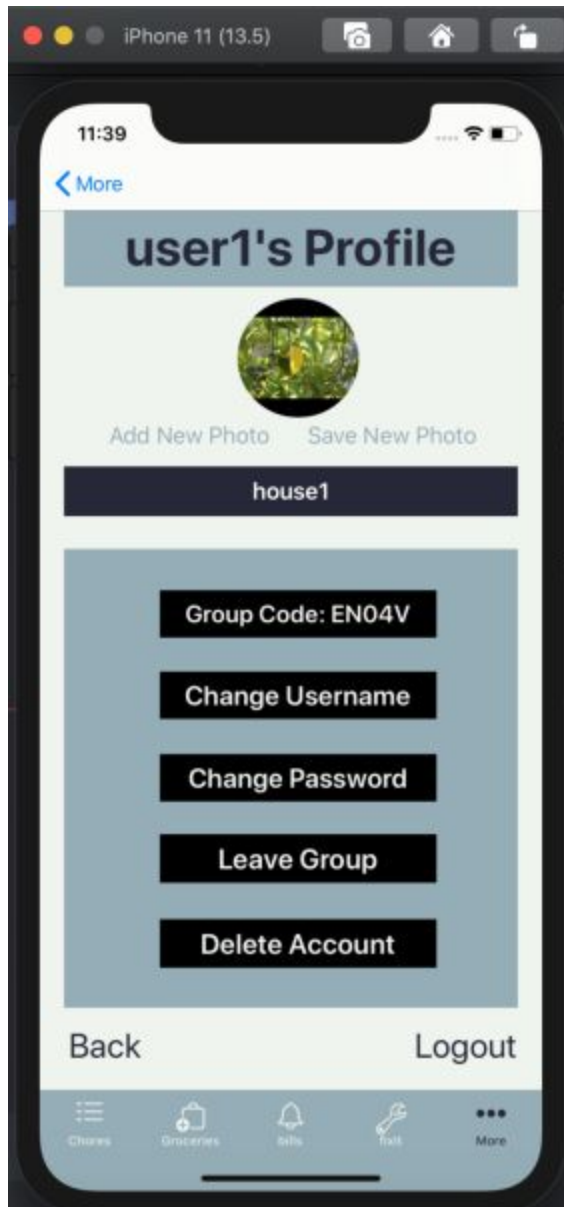 iPhone 11 (13.5)
11:39
More
user1's Profile
Add New Photo Save New Photo
house1
Group Code: EN04V
Change Username
Change Password
Leave Group
Delete Account
Back Logout
Chores Groceries bills fixit More